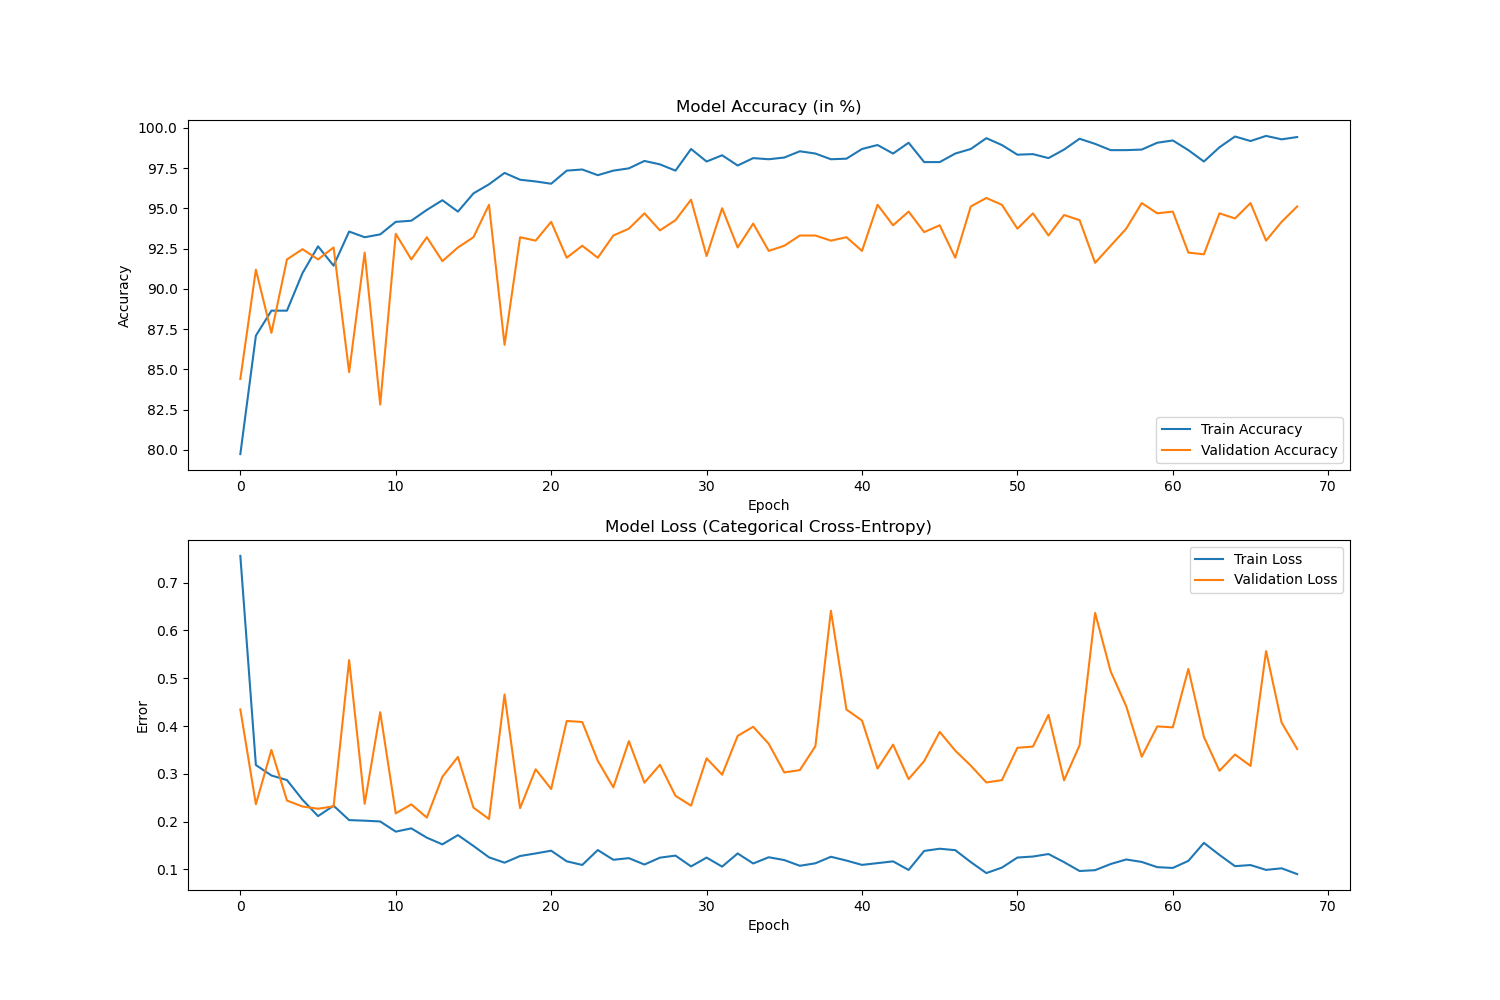 Model Accuracy (in %)
100.0
97.5
95.0
92.5
90.0
87.5
85.0
82.5
80.0
Accuracy
Train Accuracy
Validation Accuracy
0 10 20 30 40 50 60 70
Epoch
Model Loss (Categorical Cross-Entropy)
Train Loss
Validation Loss
0.7
0.6
0.5
0.4
0.3
0.2
0.1
Error
0 10 20 30 40 50 60 70
Epoch